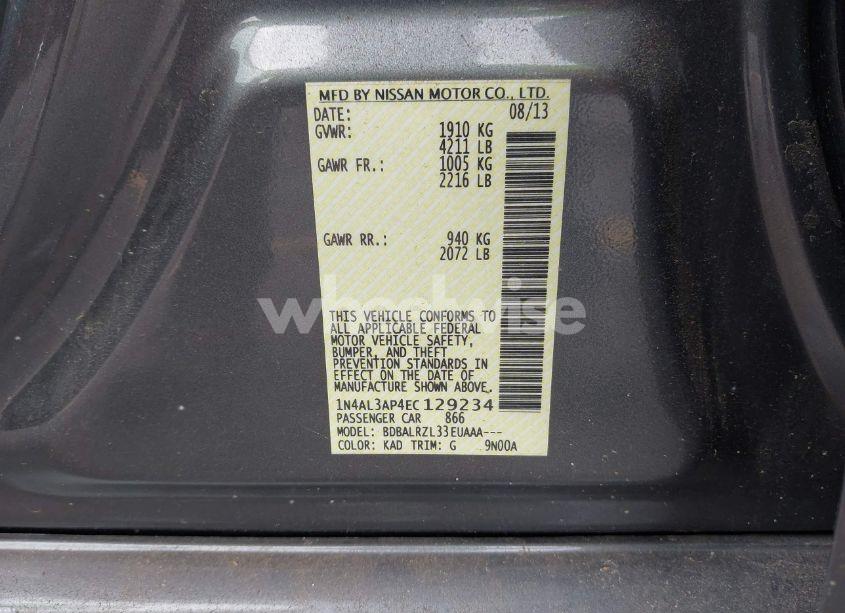 MFD BY NISSAN MOTOR CO., LTD.
DATE: 08/13
GVWR: 1910 KG
4211 LB
GAWR FR.: 1005 KG
2216 LB
GAWR RR.: 940 KG
2072 LB
wheelwise
THIS VEHICLE CONFORMS TO
ALL APPLICABLE FEDERAL
MOTOR VEHICLE SAFETY,
BUMPER, AND THEFT
PREVENTION STANDARDS IN
EFFECT ON THE DATE OF
MANUFACTURE SHOWN ABOVE.
1N4AL3AP4EC129234
PASSENGER CAR 866
MODEL: BDBALRZL33EUAAA---
COLOR: KAD TRIM: G 9N00A